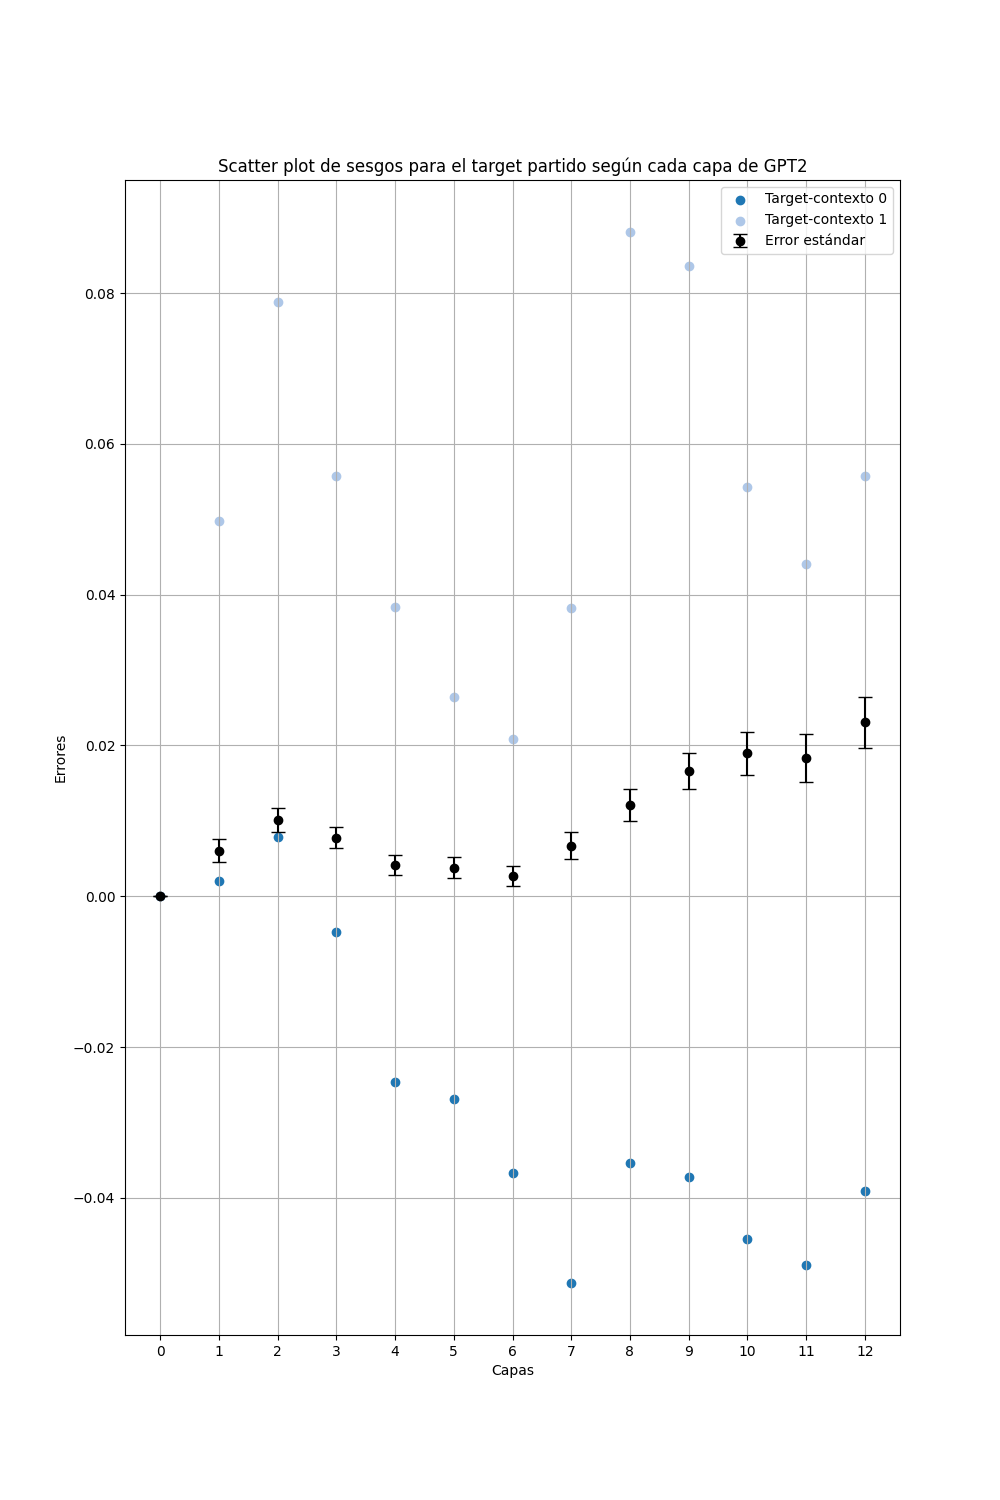 Scatter plot de sesgos para el target partido según cada capa de GPT2
Target-contexto 0
Target-contexto 1
Error estándar
0.08
0.06
0.04
0.02
0.00
−0.02
−0.04
Errores
0 1 2 3 4 5 6 7 8 9 10 11 12
Capas